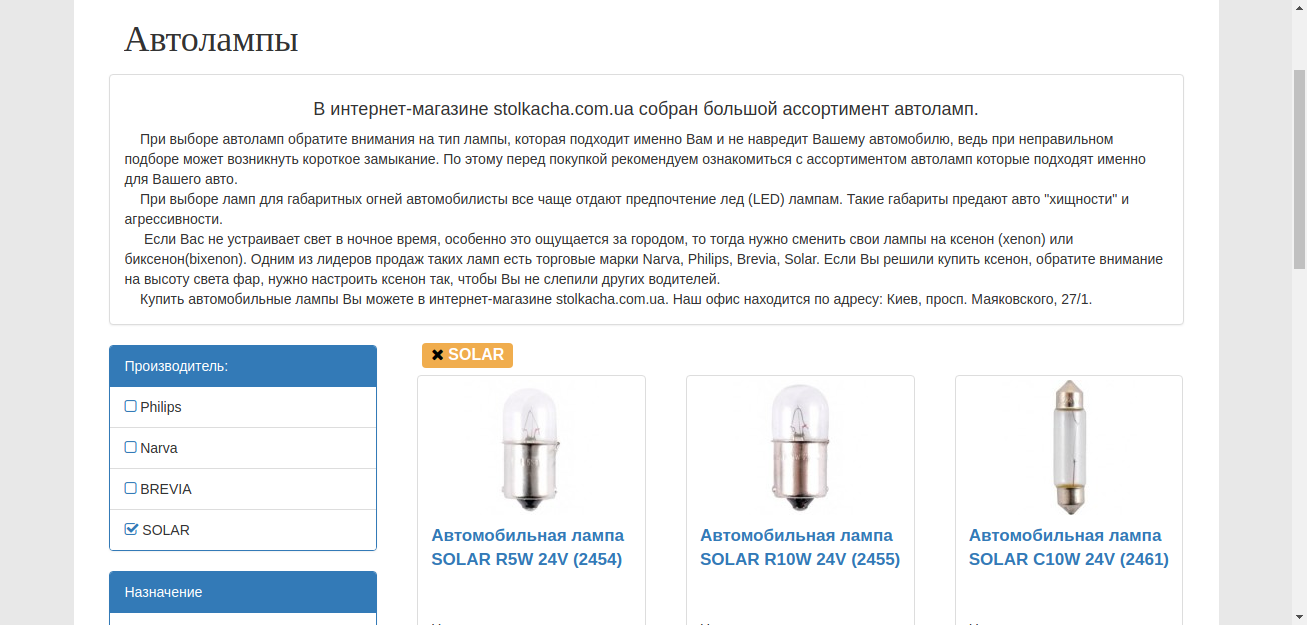 Автолампы
В интернет-магазине stolkacha.com.ua собран большой ассортимент автоламп.
При выборе автоламп обратите внимания на тип лампы, которая подходит именно Вам и не навредит Вашему автомобилю, ведь при неправильном
подборе может возникнуть короткое замыкание. По этому перед покупкой рекомендуем ознакомиться с ассортиментом автоламп которые подходят именно
для Вашего авто.
При выборе ламп для габаритных огней автомобилисты все чаще отдают предпочтение лед (LED) лампам. Такие габариты предают авто "хищности" и
агрессивности.
Если Вас не устраивает свет в ночное время, особенно это ощущается за городом, то тогда нужно сменить свои лампы на ксенон (xenon) или
биксенон(bixenon). Одним из лидеров продаж таких ламп есть торговые марки Narva, Philips, Brevia, Solar. Если Вы решили купить ксенон, обратите внимание
на высоту света фар, нужно настроить ксенон так, чтобы Вы не слепили других водителей.
Купить автомобильные лампы Вы можете в интернет-магазине stolkacha.com.ua. Наш офис находится по адресу: Киев, просп. Маяковского, 27/1.
Производитель:
Philips
Narva
BREVIA
SOLAR
Назначение
✖ SOLAR
Автомобильная лампа
SOLAR R5W 24V (2454)
Автомобильная лампа
SOLAR R10W 24V (2455)
Автомобильная лампа
SOLAR C10W 24V (2461)